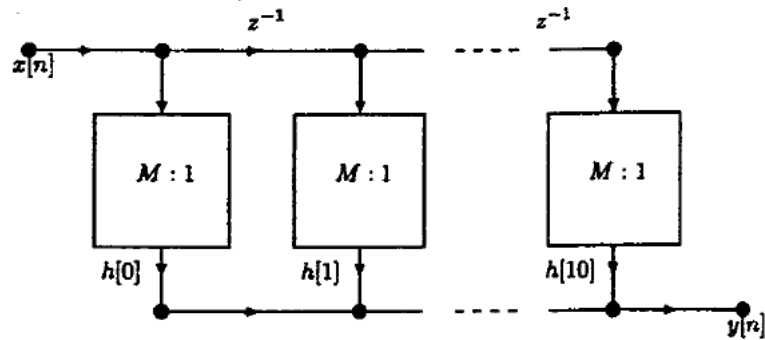 z⁻¹ z⁻¹
x[n]
M : 1 M : 1 M : 1
h[0] h[1] h[10]
y[n]